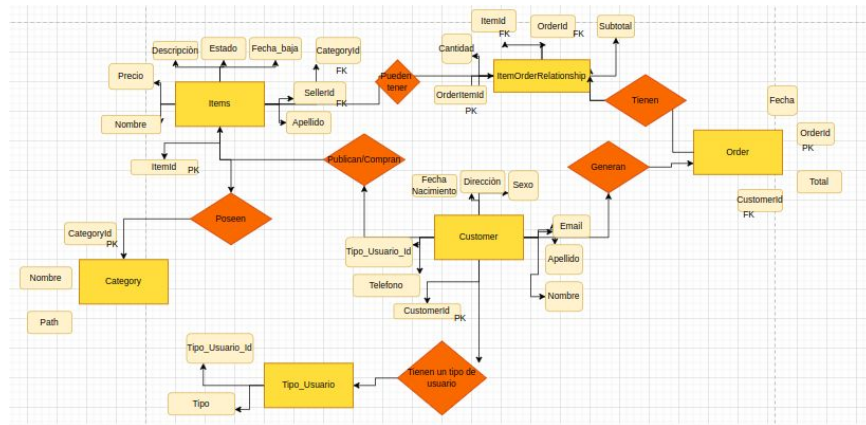 ItemId
FK
OrderId
FK
Subtotal
Descripciòn
Estado
Fecha_baja
CategoryId
FK
Cantidad
Precio
Items
Pueden
tener
ItemOrderRelationship
SellerId
FK
OrderItemId
PK
Tienen
Fecha
Nombre
Apellido
OrderId
PK
ItemId
PK
Publican/Compran
Generan
Order
Fecha
Nacimiento
Dirección
Sexo
Total
CustomerId
FK
Poseen
CategoryId
PK
Customer
Email
Tipo_Usuario_Id
Apellido
Nombre
Category
Telefono
Nombre
CustomerId
PK
Path
Tipo_Usuario_Id
Tienen un tipo de
usuario
Tipo_Usuario
Tipo